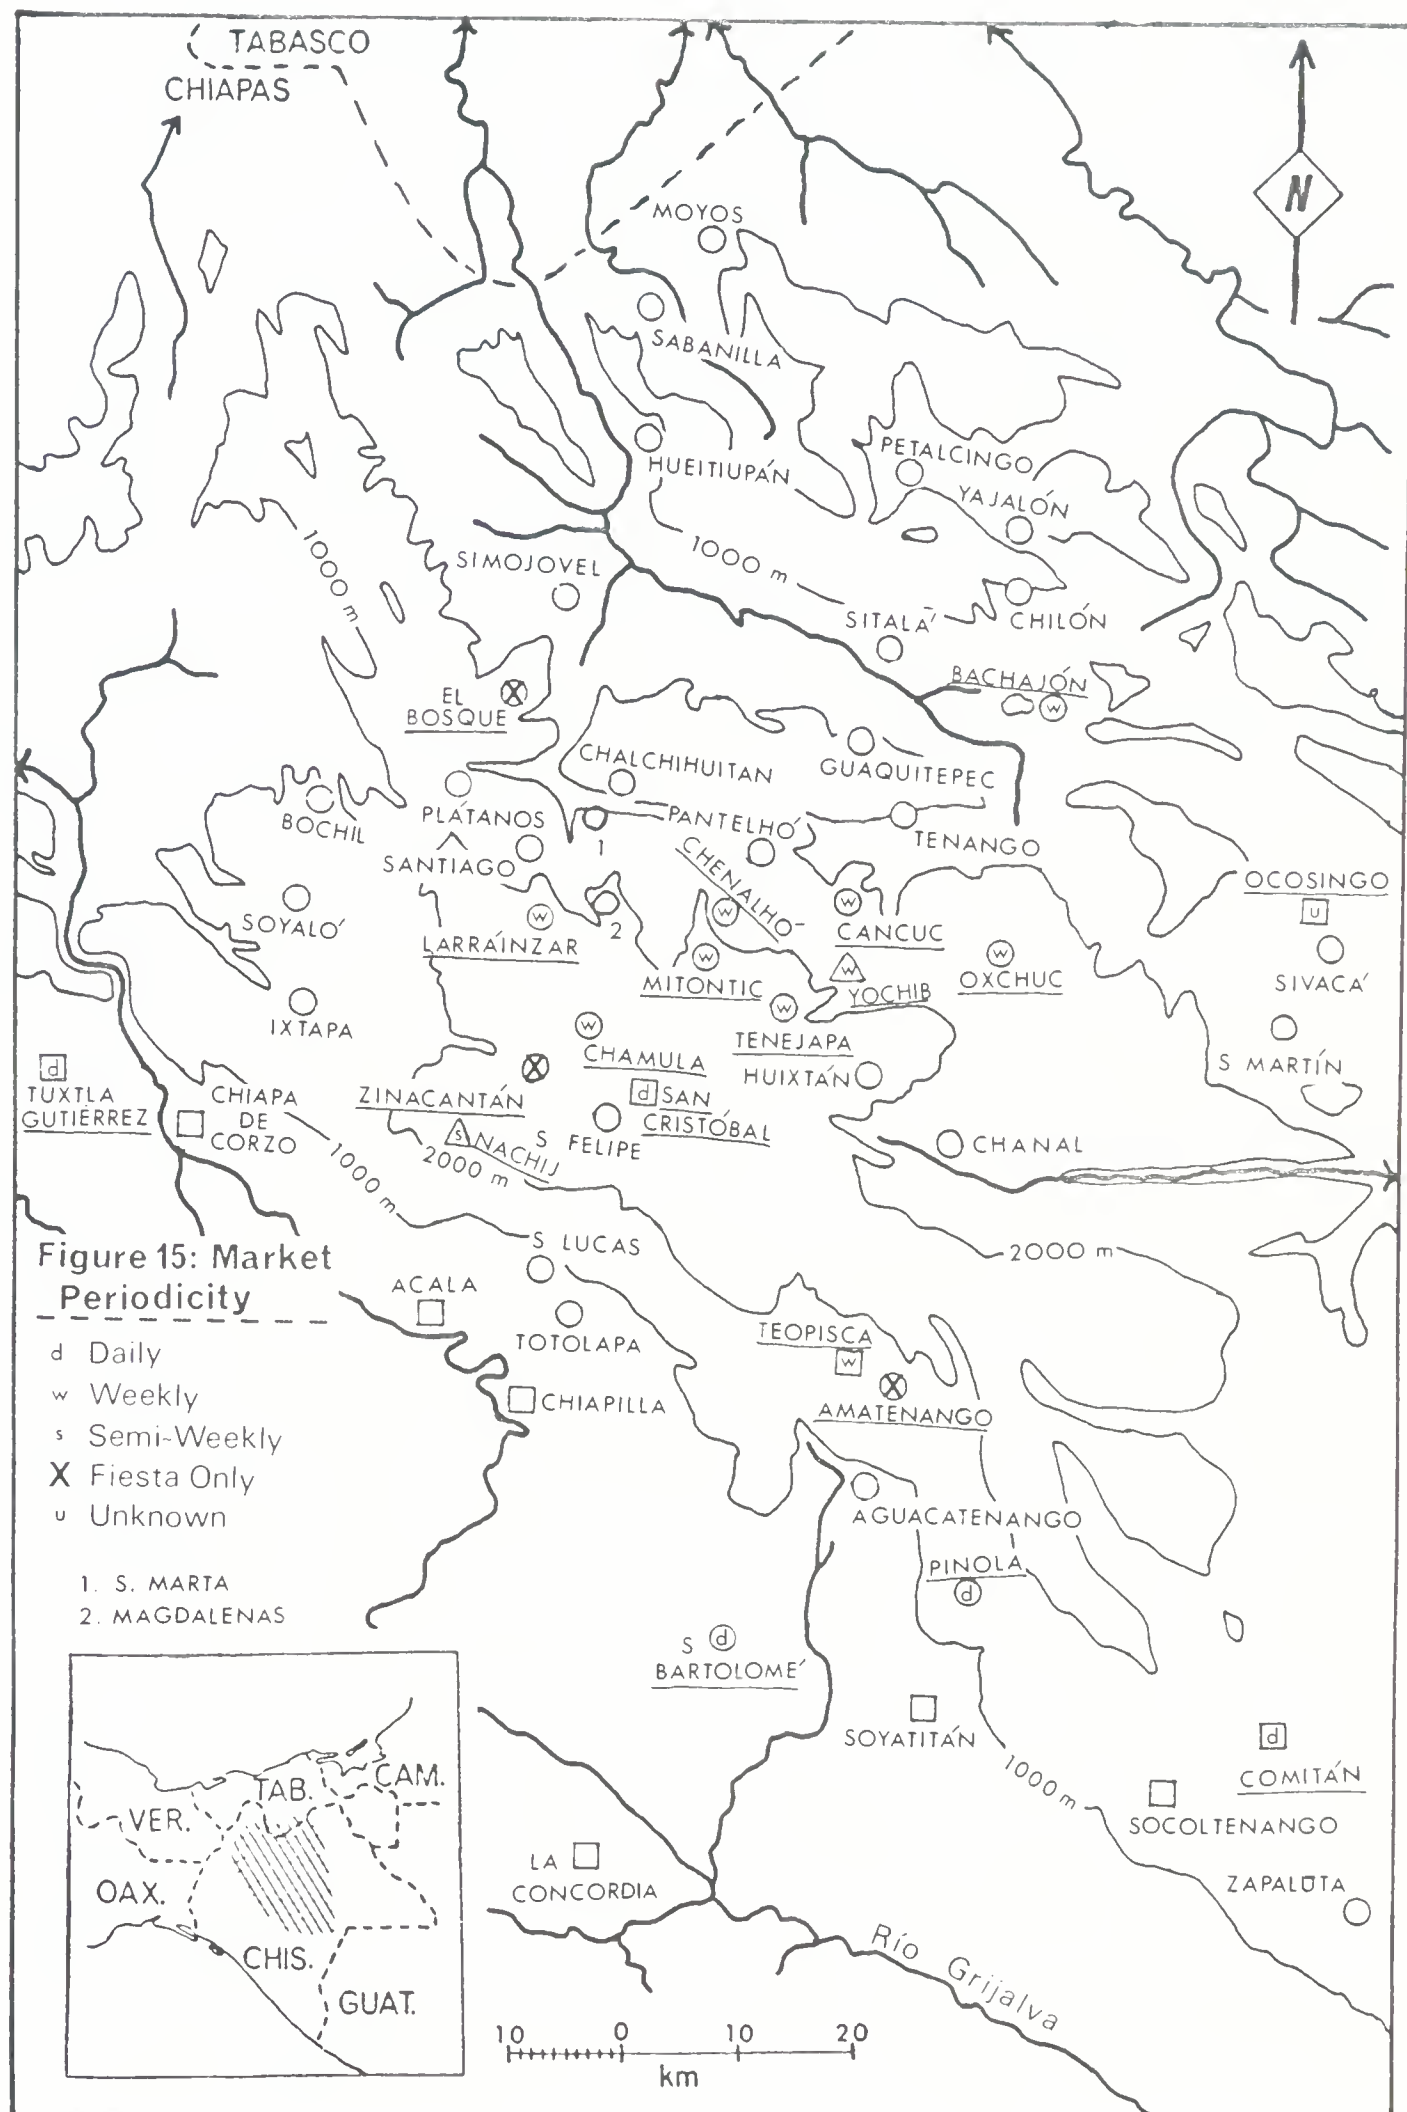 TABASCO
CHIAPAS
N
MOYOS
SABANILLA
HUEITIUPÁN
PETALCINGO
YAJALÓN
1000 m
1000 m
SIMOJOVEL
SITALÁ
CHILÓN
BACHAJÓN
w
EL
BOSQUE
X
CHALCHIHUITAN
GUAQUITEPEC
BOCHIL
PLÁTANOS
1
PANTELHÓ
TENANGO
SANTIAGO
CHENALHO
OCOSINGO
u
SOYALÓ
w
LARRÁINZAR
2
w
w
CANCUC
w
MITONTIC
w
YOCHIB
w
OXCHUC
SIVACÁ
IXTAPA
w
CHAMULA
w
TENEJAPA
S MARTÍN
d
TUXTLA
GUTIÉRREZ
CHIAPA
DE
CORZO
X
ZINACANTÁN
HUIXTÁN
d SAN
CRISTÓBAL
s NACHIJ
S FELIPE
CHANAL
1000 m
2000 m
2000 m
Figure 15: Market
Periodicity
d Daily
w Weekly
s Semi-Weekly
X Fiesta Only
u Unknown
1. S. MARTA
2. MAGDALENAS
S LUCAS
ACALA
TOTOLAPA
CHIAPILLA
TEOPISCA
w
X
AMATENANGO
AGUACATENANGO
PINOLA
d
S d
BARTOLOMÉ
SOYATITÁN
1000 m
d
COMITÁN
SOCOLTENANGO
ZAPALUTA
LA
CONCORDIA
Río Grijalva
VER.
TAB.
CAM.
OAX.
CHIS.
GUAT.
10 0 10 20
km